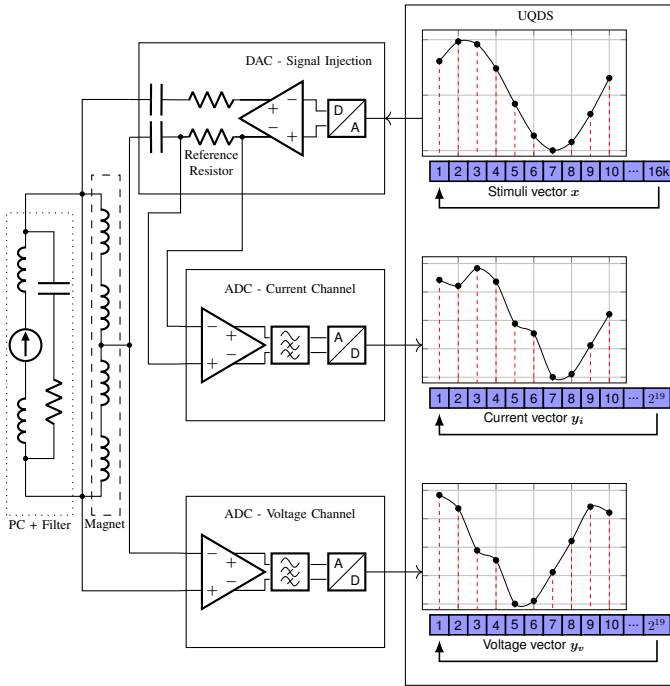 UQDS
DAC - Signal Injection
D
A
Reference
Resistor
1 2 3 4 5 6 7 8 9 10 ... 16k
Stimuli vector x
ADC - Current Channel
A
D
1 2 3 4 5 6 7 8 9 10 ... 2^19
Current vector y_i
PC + Filter
Magnet
ADC - Voltage Channel
A
D
1 2 3 4 5 6 7 8 9 10 ... 2^19
Voltage vector y_v